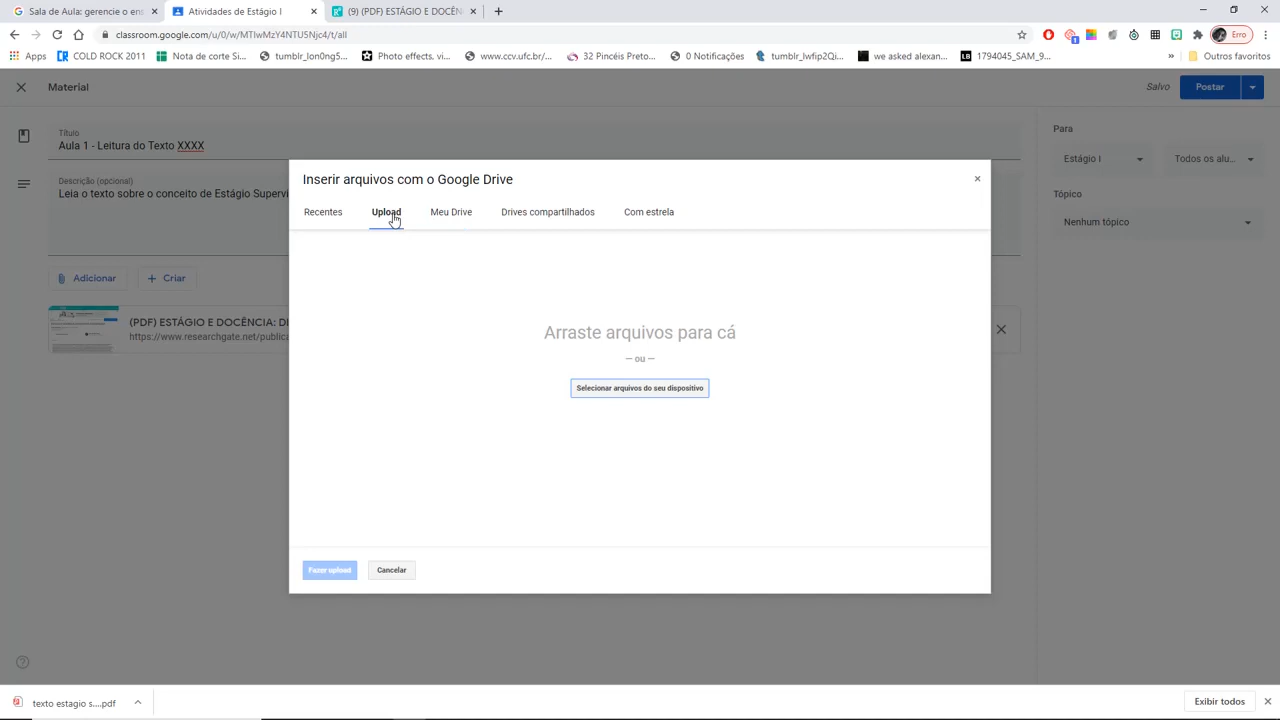 Sala de Aula: gerencie o en
Atividades de Estágio I
(9) (PDF) ESTÁGIO E DOCÊN
classroom.google.com/u/0/w/MTIwMzY4NTU5Njc4/t/all
Erro
Apps
COLD ROCK 2011
Nota de corte Si...
tumblr_lon0ng5...
Photo effects, vi...
www.ccv.ufc.br/...
32 Pincéis Preto...
0 Notificações
tumblr_lwfip2Qi...
we asked alexan...
1794045_SAM_9...
»
Outros favoritos
Material
Salvo
Postar
Título
Aula 1 - Leitura do Texto XXXX
Descrição (opcional)
Leia o texto sobre o conceito de Estágio Supervi
Adicionar
Criar
(PDF) ESTÁGIO E DOCÊNCIA: DI
https://www.researchgate.net/publica
Para
Estágio I
Todos os alu...
Tópico
Nenhum tópico
Inserir arquivos com o Google Drive
Recentes
Upload
Meu Drive
Drives compartilhados
Com estrela
Arraste arquivos para cá
— ou —
Selecionar arquivos do seu dispositivo
Fazer upload
Cancelar
texto estagio s....pdf
Exibir todos